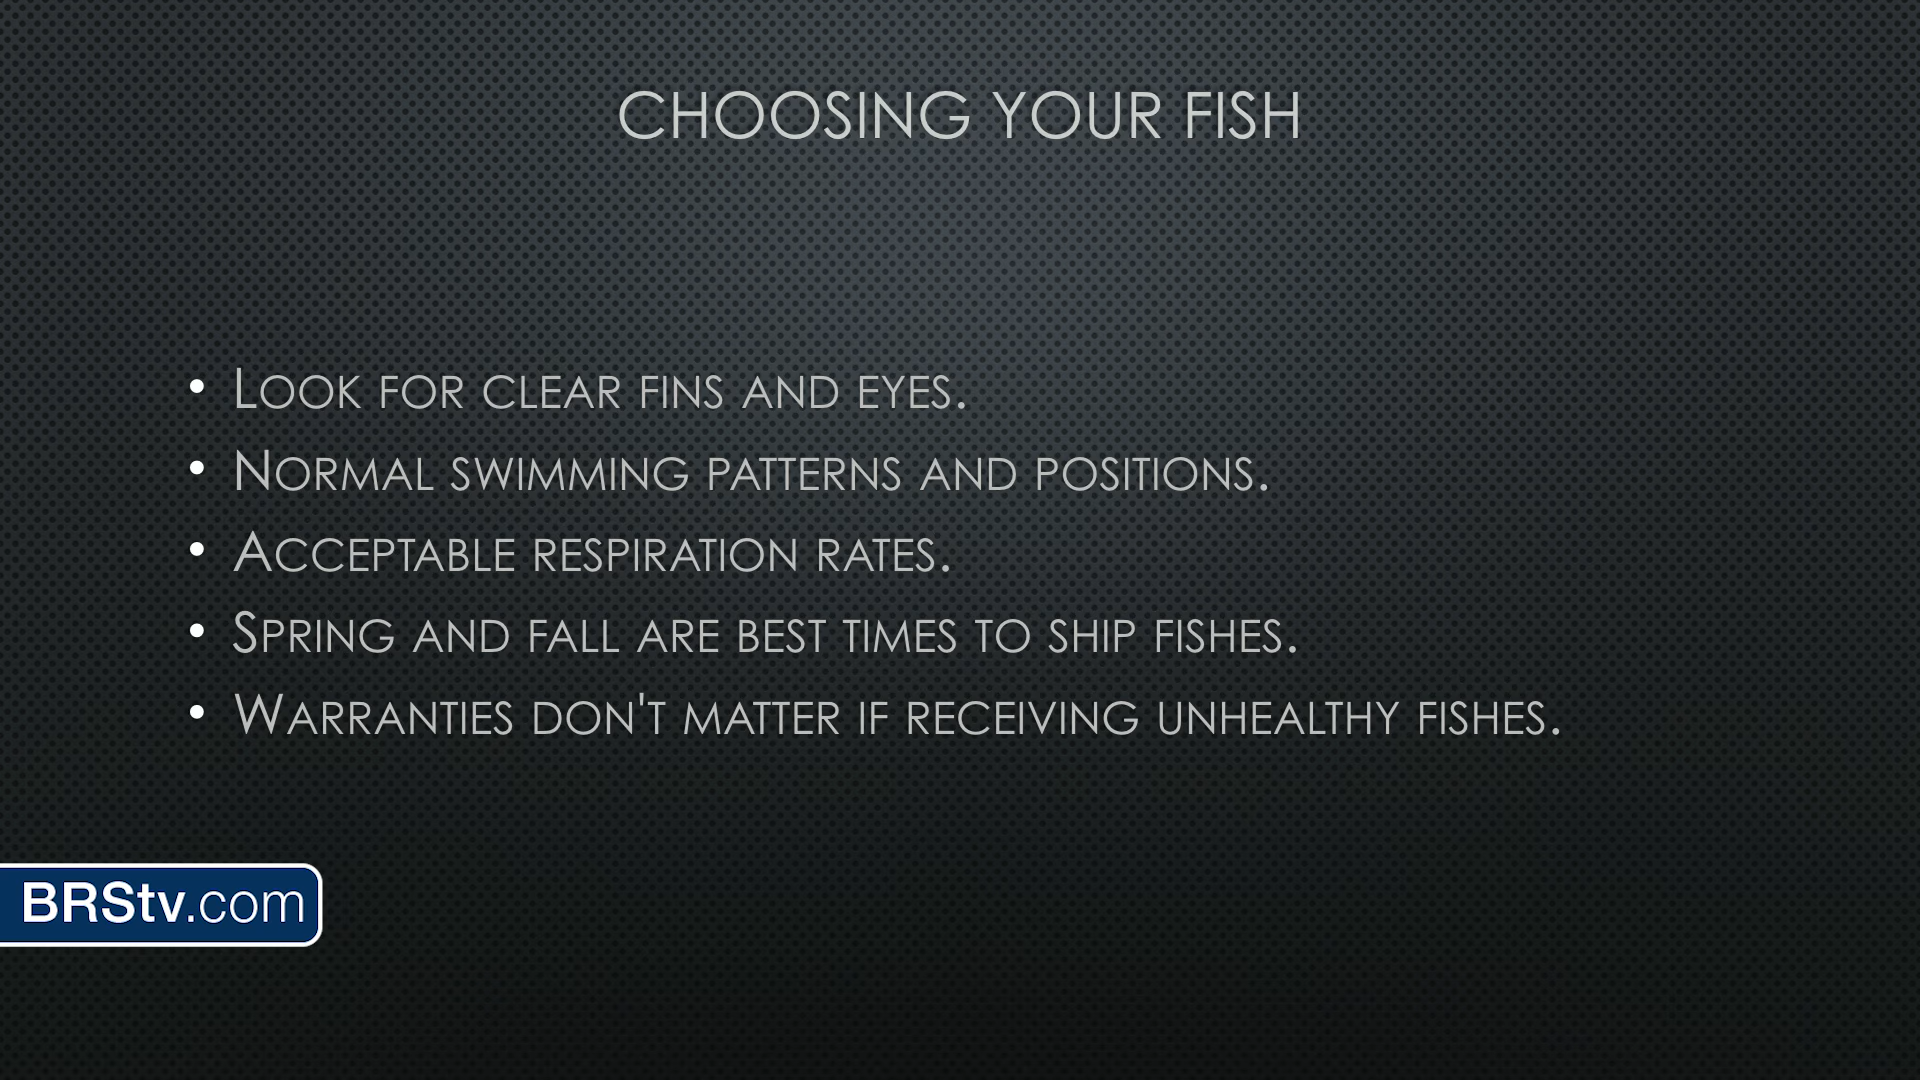 CHOOSING YOUR FISH
• LOOK FOR CLEAR FINS AND EYES.
• NORMAL SWIMMING PATTERNS AND POSITIONS.
• ACCEPTABLE RESPIRATION RATES.
• SPRING AND FALL ARE BEST TIMES TO SHIP FISHES.
• WARRANTIES DON'T MATTER IF RECEIVING UNHEALTHY FISHES.
BRStv.com